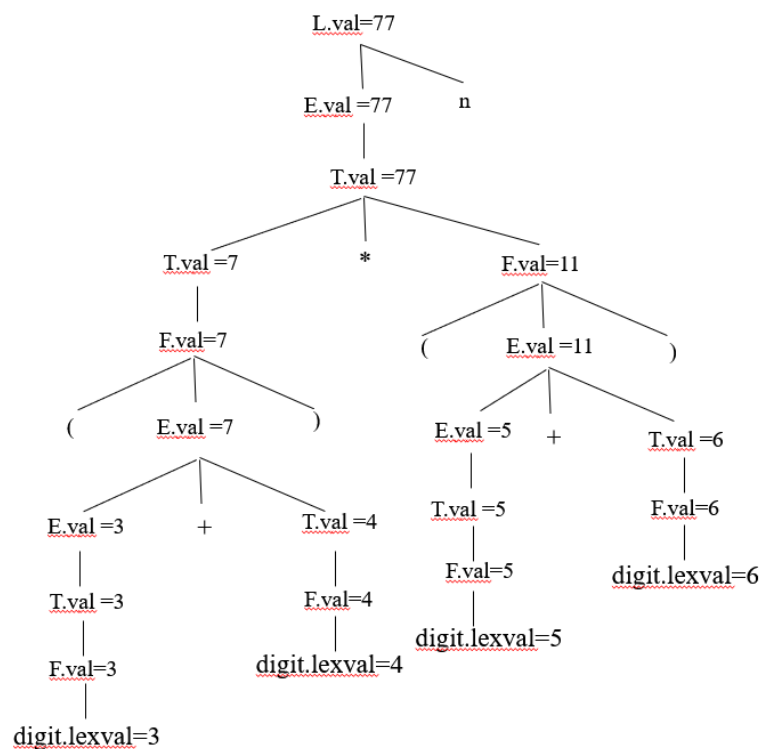 L.val=77
E.val =77 n
T.val =77
T.val =7 * F.val=11
F.val=7 ( E.val =11 )
( E.val =7 ) E.val =5 + T.val =6
E.val =3 + T.val =4 T.val =5 F.val=6
T.val =3 F.val=4 F.val=5 digit.lexval=6
F.val=3 digit.lexval=4 digit.lexval=5
digit.lexval=3